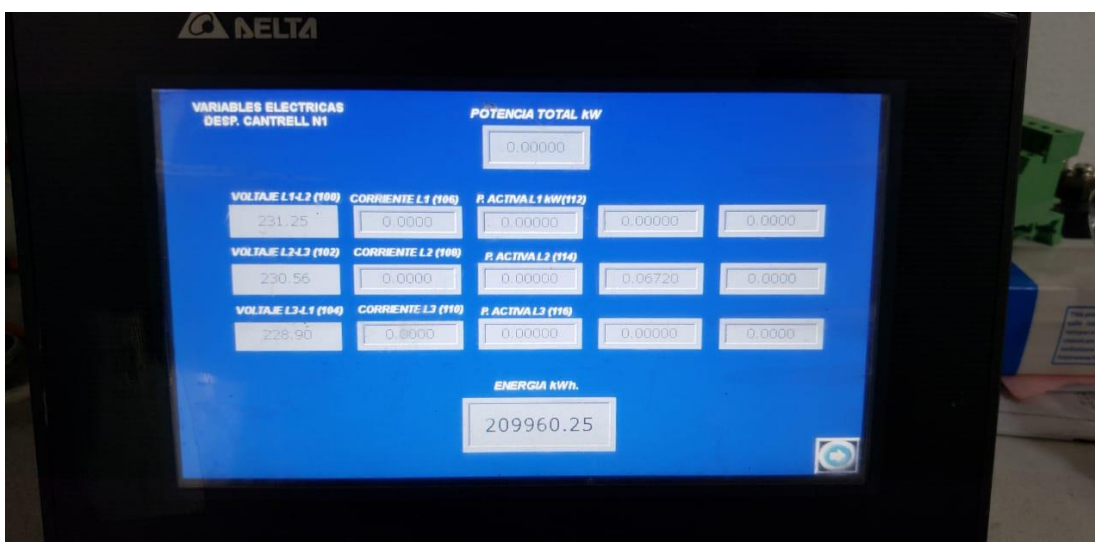 DELTA
VARIABLES ELECTRICAS
DESP. CANTRELL N1
POTENCIA TOTAL kW
0.00000
VOLTAJE L1-L2 (100) CORRIENTE L1 (106) P. ACTIVA L1 kW(112)
231.25 0.0000 0.00000 0.00000 0.0000
VOLTAJE L2-L3 (102) CORRIENTE L2 (108) P. ACTIVA L2 (114)
230.56 0.0000 0.00000 0.06720 0.0000
VOLTAJE L3-L1 (104) CORRIENTE L3 (110) P. ACTIVA L3 (116)
228.90 0.0000 0.00000 0.00000 0.0000
ENERGIA kWh.
209960.25